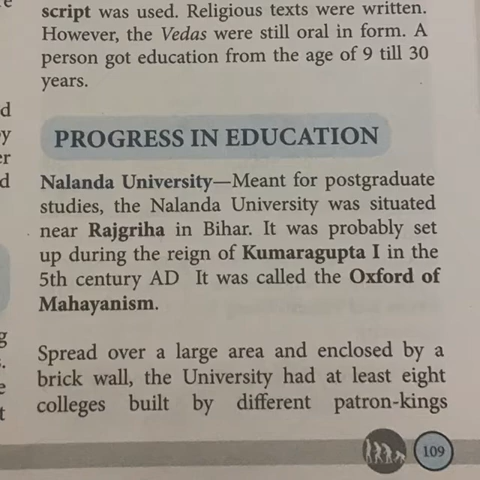 script was used. Religious texts were written.
However, the Vedas were still oral in form. A
person got education from the age of 9 till 30
years.
PROGRESS IN EDUCATION
Nalanda University—Meant for postgraduate
studies, the Nalanda University was situated
near Rajgriha in Bihar. It was probably set
up during the reign of Kumaragupta I in the
5th century AD It was called the Oxford of
Mahayanism.
Spread over a large area and enclosed by a
brick wall, the University had at least eight
colleges built by different patron-kings
109